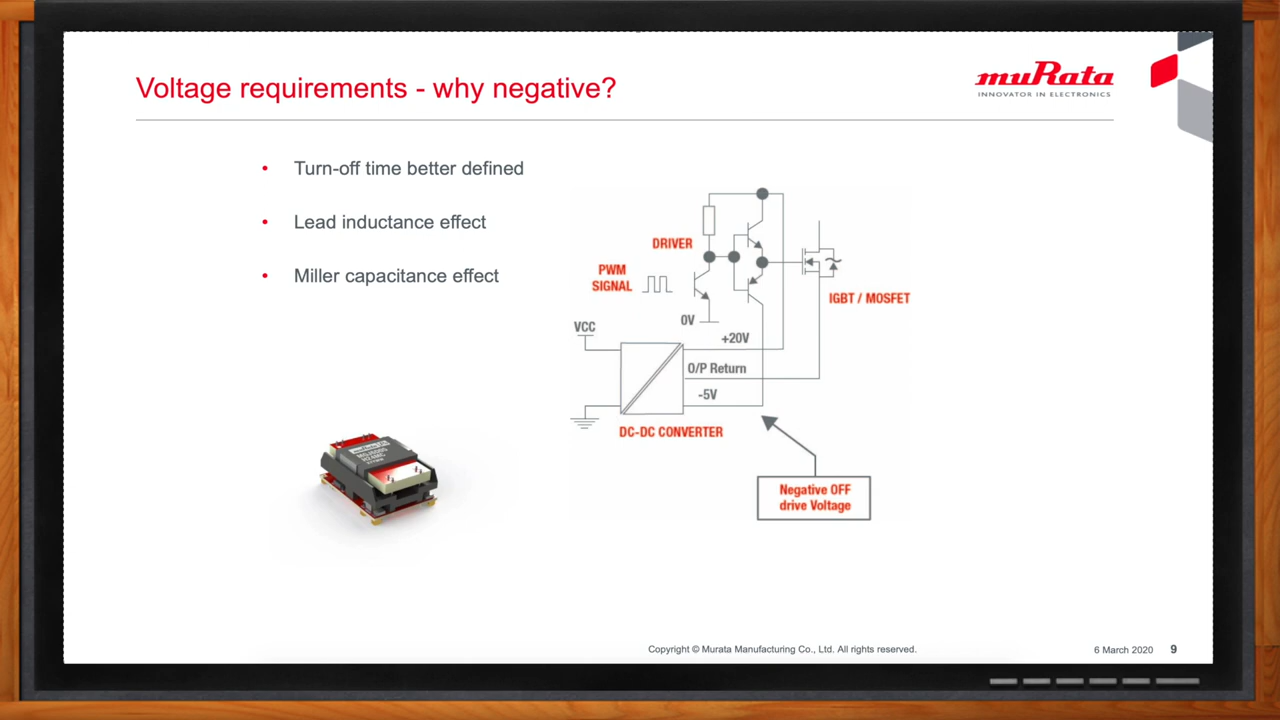 Voltage requirements - why negative?
muRata
INNOVATOR IN ELECTRONICS
• Turn-off time better defined
• Lead inductance effect
• Miller capacitance effect
DRIVER
PWM
SIGNAL
IGBT / MOSFET
0V
VCC
+20V
O/P Return
-5V
DC-DC CONVERTER
Negative OFF
drive Voltage
Copyright © Murata Manufacturing Co., Ltd. All rights reserved.
6 March 2020
9